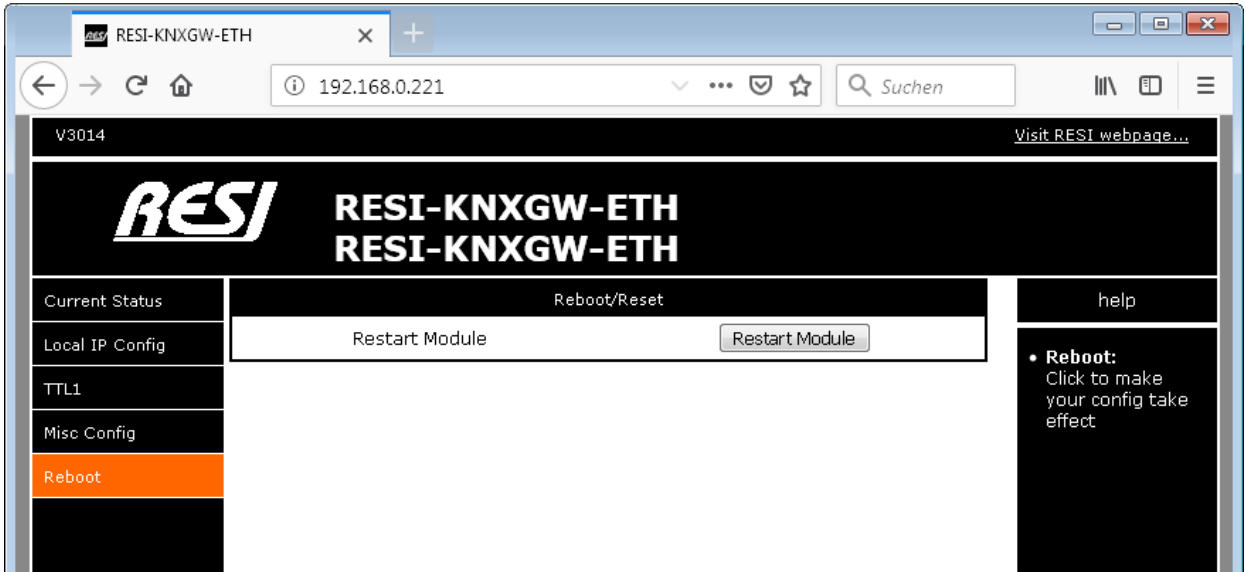 RESI RESI-KNXGW-ETH
192.168.0.221
Suchen
V3014
Visit RESI webpage...
RESI
RESI-KNXGW-ETH
RESI-KNXGW-ETH
Current Status
Local IP Config
TTL1
Misc Config
Reboot
Reboot/Reset
Restart Module
Restart Module
help
• Reboot:
Click to make
your config take
effect